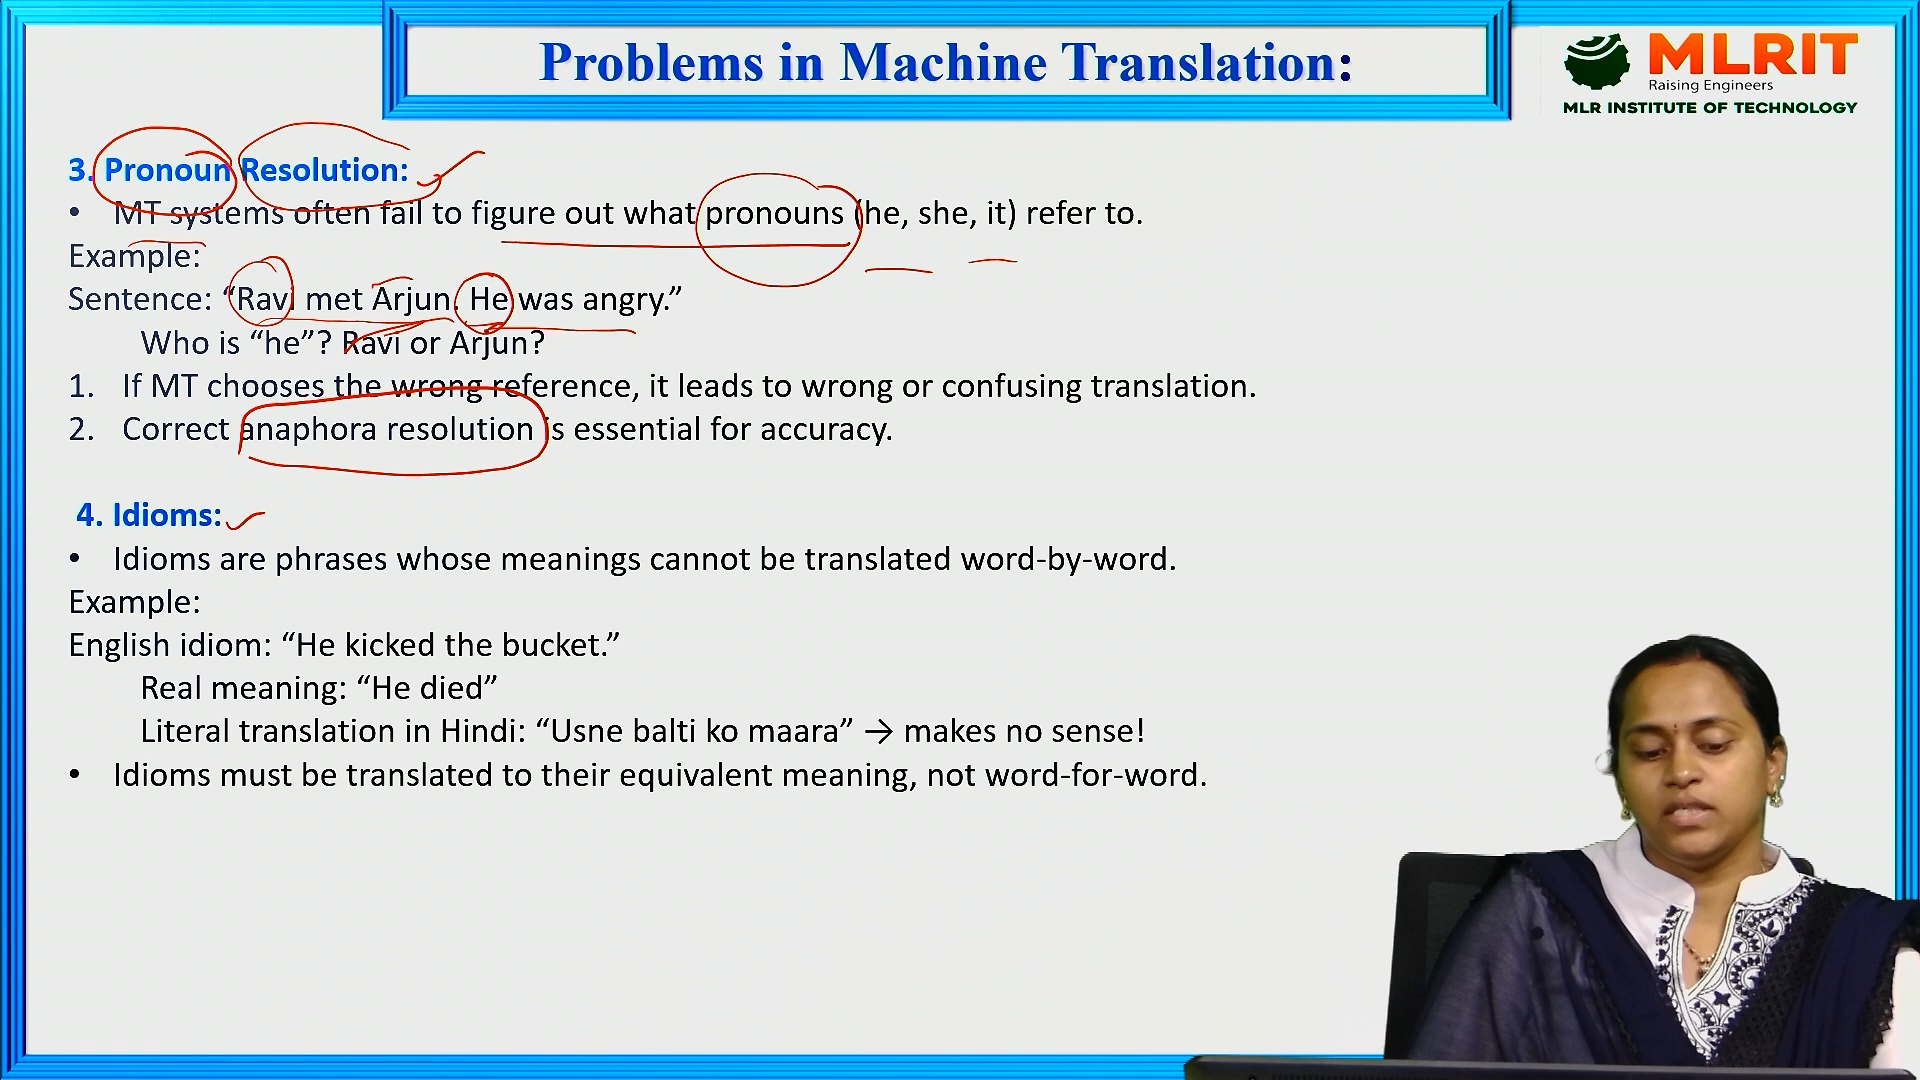 Problems in Machine Translation:
MLRIT
Raising Engineers
MLR INSTITUTE OF TECHNOLOGY
3. Pronoun Resolution:
• MT systems often fail to figure out what pronouns (he, she, it) refer to.
Example:
Sentence: “Ravi met Arjun. He was angry.”
Who is “he”? Ravi or Arjun?
1. If MT chooses the wrong reference, it leads to wrong or confusing translation.
2. Correct anaphora resolution is essential for accuracy.
4. Idioms:
• Idioms are phrases whose meanings cannot be translated word-by-word.
Example:
English idiom: “He kicked the bucket.”
Real meaning: “He died”
Literal translation in Hindi: “Usne balti ko maara” → makes no sense!
• Idioms must be translated to their equivalent meaning, not word-for-word.